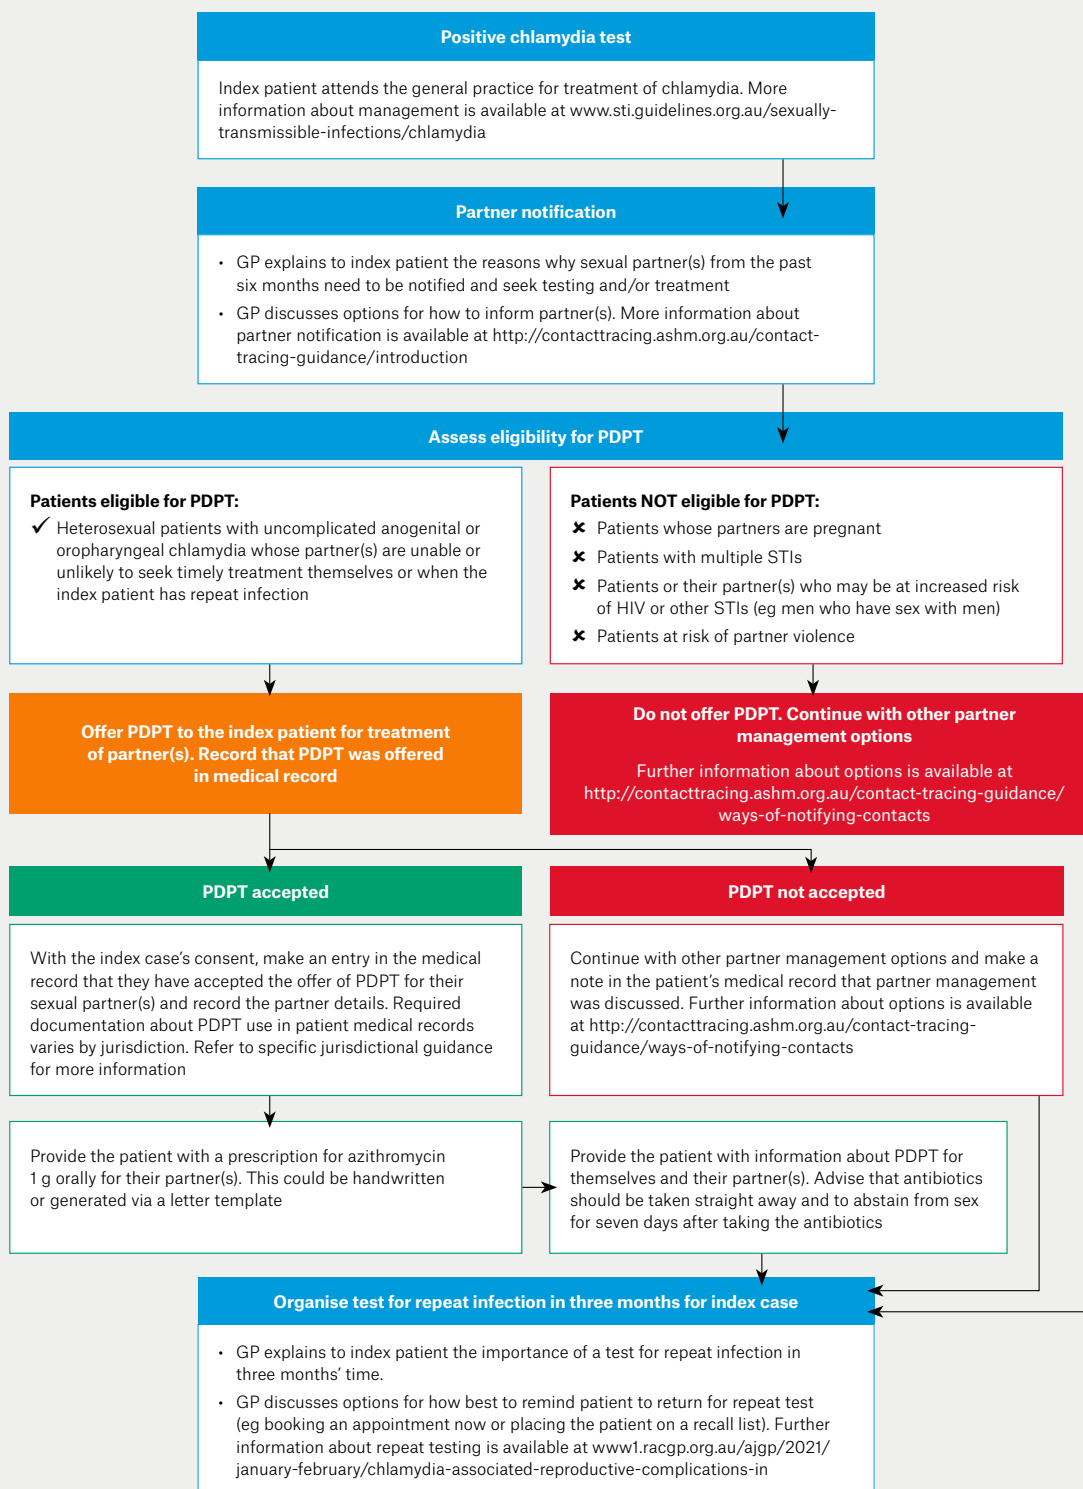 Positive chlamydia test
Index patient attends the general practice for treatment of chlamydia. More
information about management is available at www.sti.guidelines.org.au/sexually-
transmissible-infections/chlamydia
Partner notification
• GP explains to index patient the reasons why sexual partner(s) from the past
six months need to be notified and seek testing and/or treatment
• GP discusses options for how to inform partner(s). More information about
partner notification is available at http://contacttracing.ashm.org.au/contact-
tracing-guidance/introduction
Assess eligibility for PDPT
Patients eligible for PDPT:
✓ Heterosexual patients with uncomplicated anogenital or
oropharyngeal chlamydia whose partner(s) are unable or
unlikely to seek timely treatment themselves or when the
index patient has repeat infection
Patients NOT eligible for PDPT:
✘ Patients whose partners are pregnant
✘ Patients with multiple STIs
✘ Patients or their partner(s) who may be at increased risk
of HIV or other STIs (eg men who have sex with men)
✘ Patients at risk of partner violence
Offer PDPT to the index patient for treatment
of partner(s). Record that PDPT was offered
in medical record
Do not offer PDPT. Continue with other partner
management options
Further information about options is available at
http://contacttracing.ashm.org.au/contact-tracing-guidance/
ways-of-notifying-contacts
PDPT accepted
With the index case's consent, make an entry in the medical
record that they have accepted the offer of PDPT for their
sexual partner(s) and record the partner details. Required
documentation about PDPT use in patient medical records
varies by jurisdiction. Refer to specific jurisdictional guidance
for more information
PDPT not accepted
Continue with other partner management options and make a
note in the patient's medical record that partner management
was discussed. Further information about options is available
at http://contacttracing.ashm.org.au/contact-tracing-
guidance/ways-of-notifying-contacts
Provide the patient with a prescription for azithromycin
1 g orally for their partner(s). This could be handwritten
or generated via a letter template
Provide the patient with information about PDPT for
themselves and their partner(s). Advise that antibiotics
should be taken straight away and to abstain from sex
for seven days after taking the antibiotics
Organise test for repeat infection in three months for index case
• GP explains to index patient the importance of a test for repeat infection in
three months' time.
• GP discusses options for how best to remind patient to return for repeat test
(eg booking an appointment now or placing the patient on a recall list). Further
information about repeat testing is available at www1.racgp.org.au/ajgp/2021/
january-february/chlamydia-associated-reproductive-complications-in